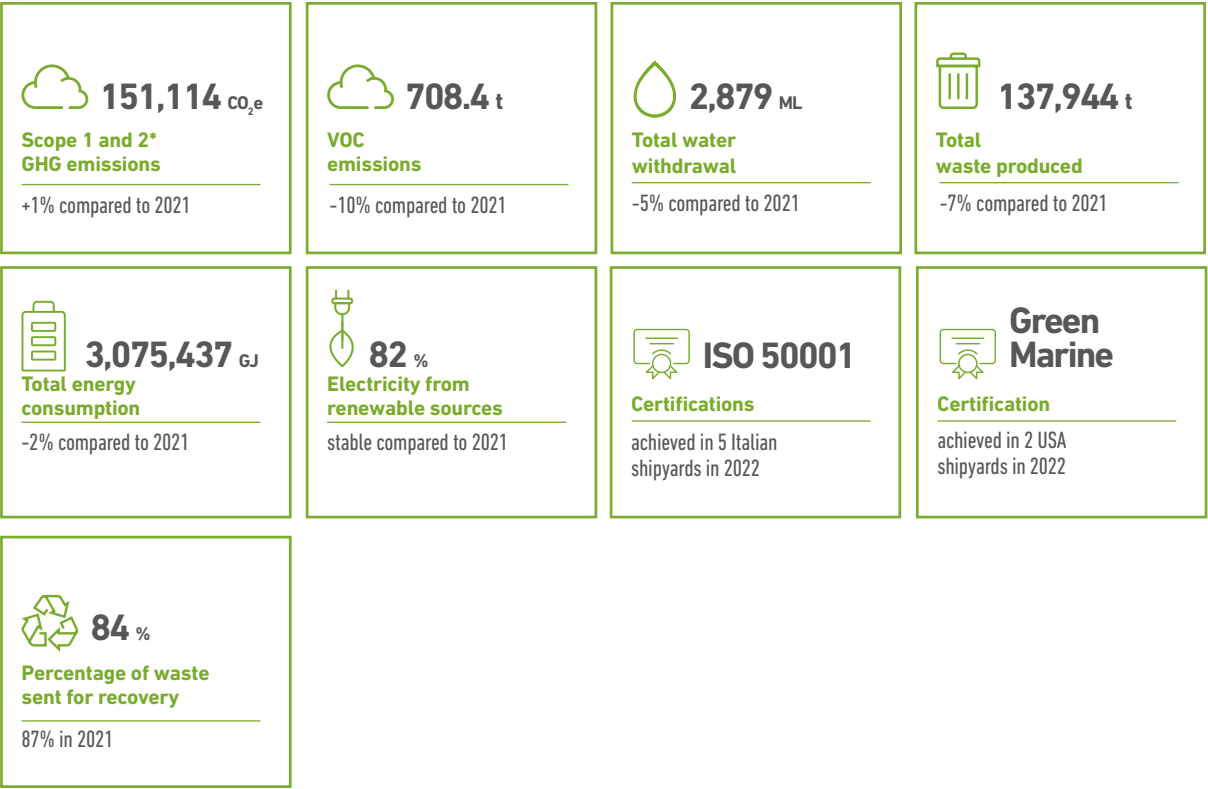 151,114 CO₂e
Scope 1 and 2*
GHG emissions
+1% compared to 2021
708.4 t
VOC
emissions
-10% compared to 2021
2,879 ML
Total water
withdrawal
-5% compared to 2021
137,944 t
Total
waste produced
-7% compared to 2021
3,075,437 GJ
Total energy
consumption
-2% compared to 2021
82 %
Electricity from
renewable sources
stable compared to 2021
ISO 50001
Certifications
achieved in 5 Italian
shipyards in 2022
Green
Marine
Certification
achieved in 2 USA
shipyards in 2022
84 %
Percentage of waste
sent for recovery
87% in 2021